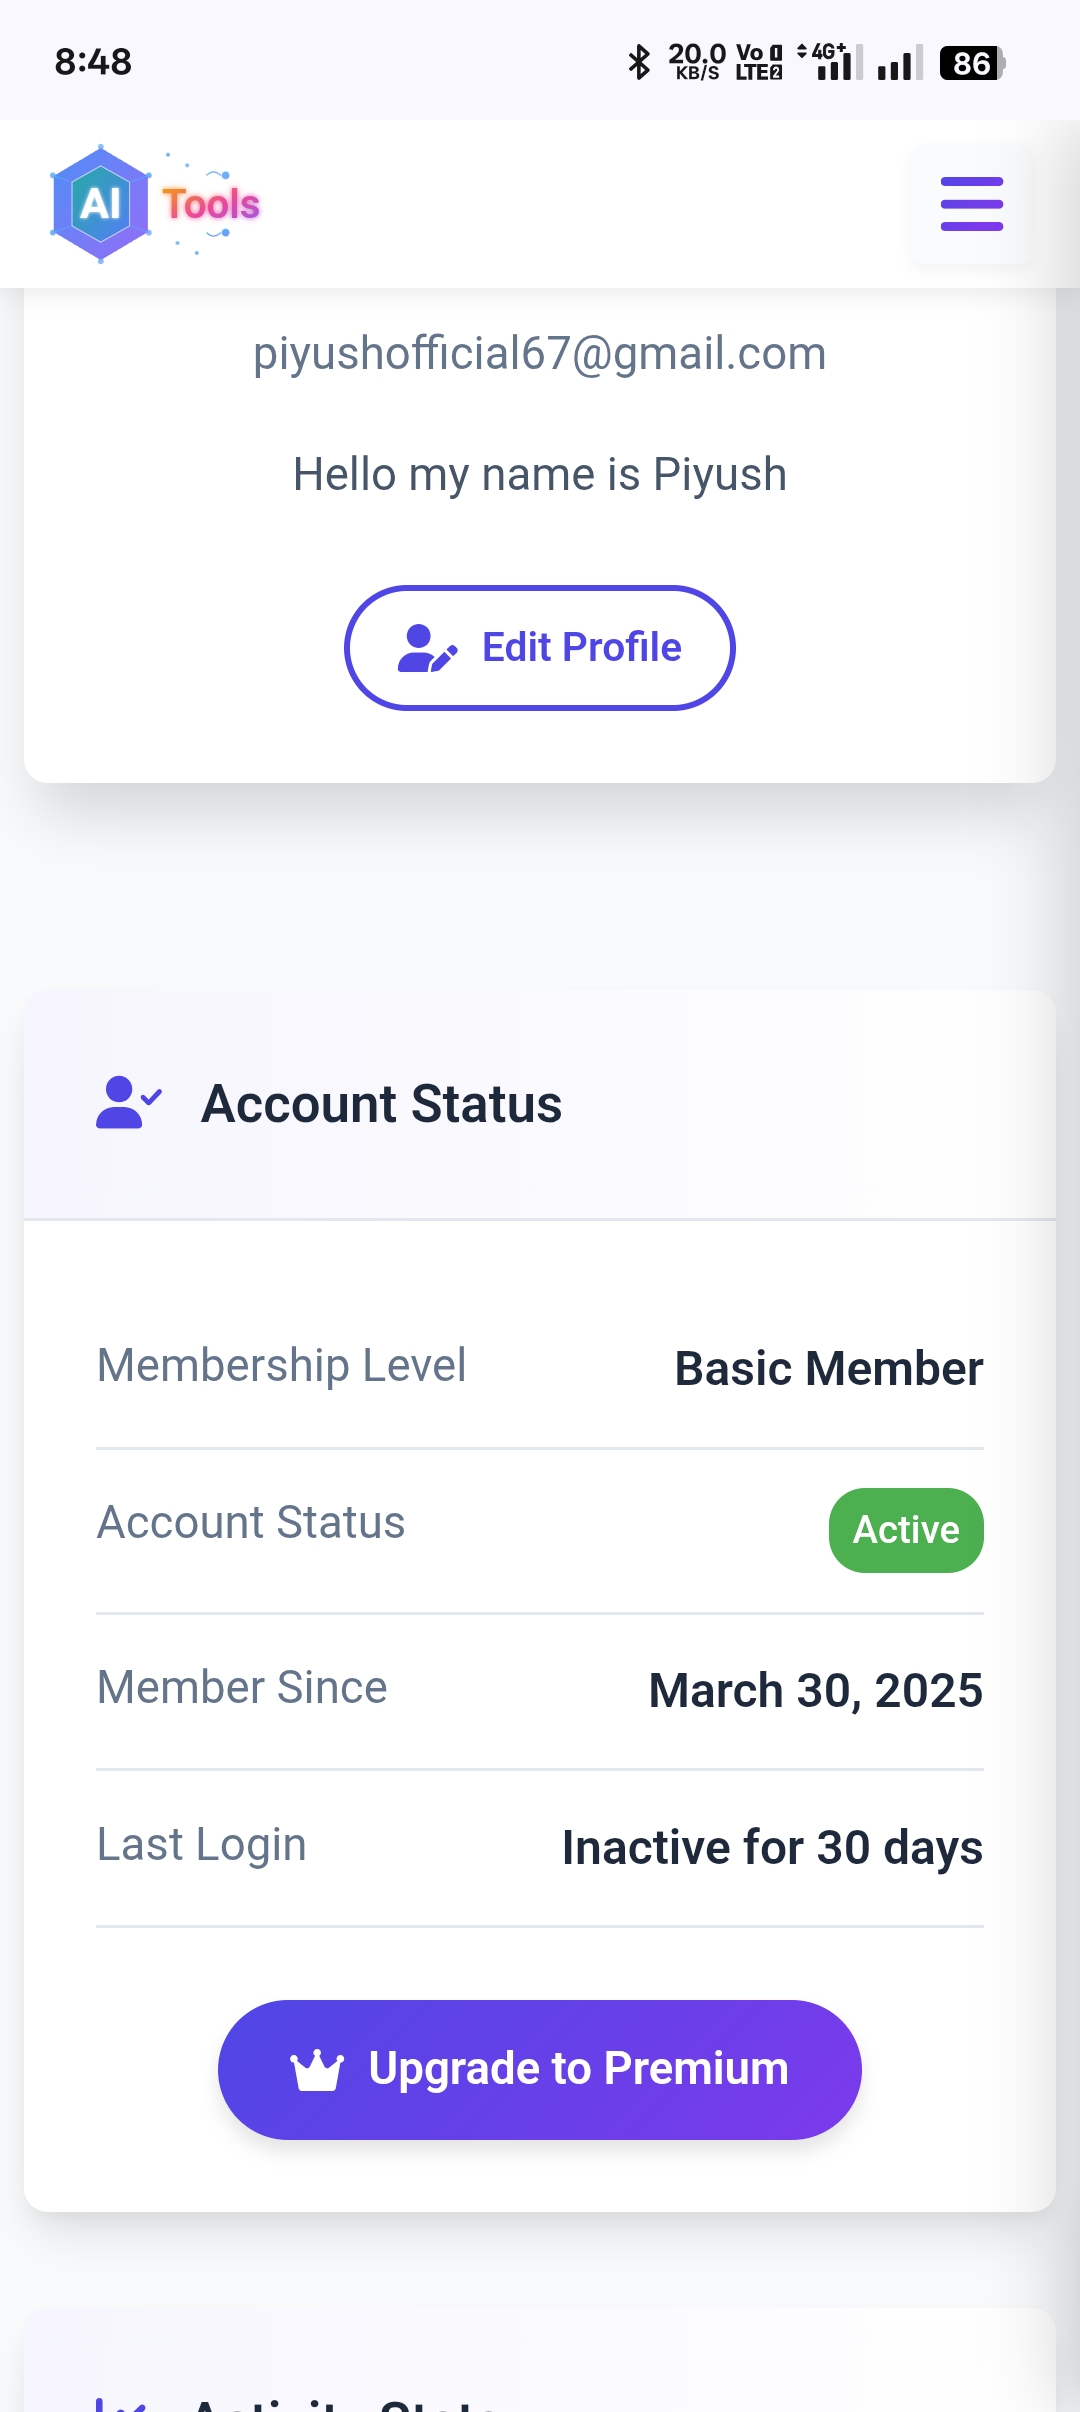 8:48
20.0
KB/S
Vo 1
LTE 2
4G+
86
AI Tools
piyushofficial67@gmail.com
Hello my name is Piyush
Edit Profile
Account Status
Membership Level Basic Member
Account Status Active
Member Since March 30, 2025
Last Login Inactive for 30 days
Upgrade to Premium